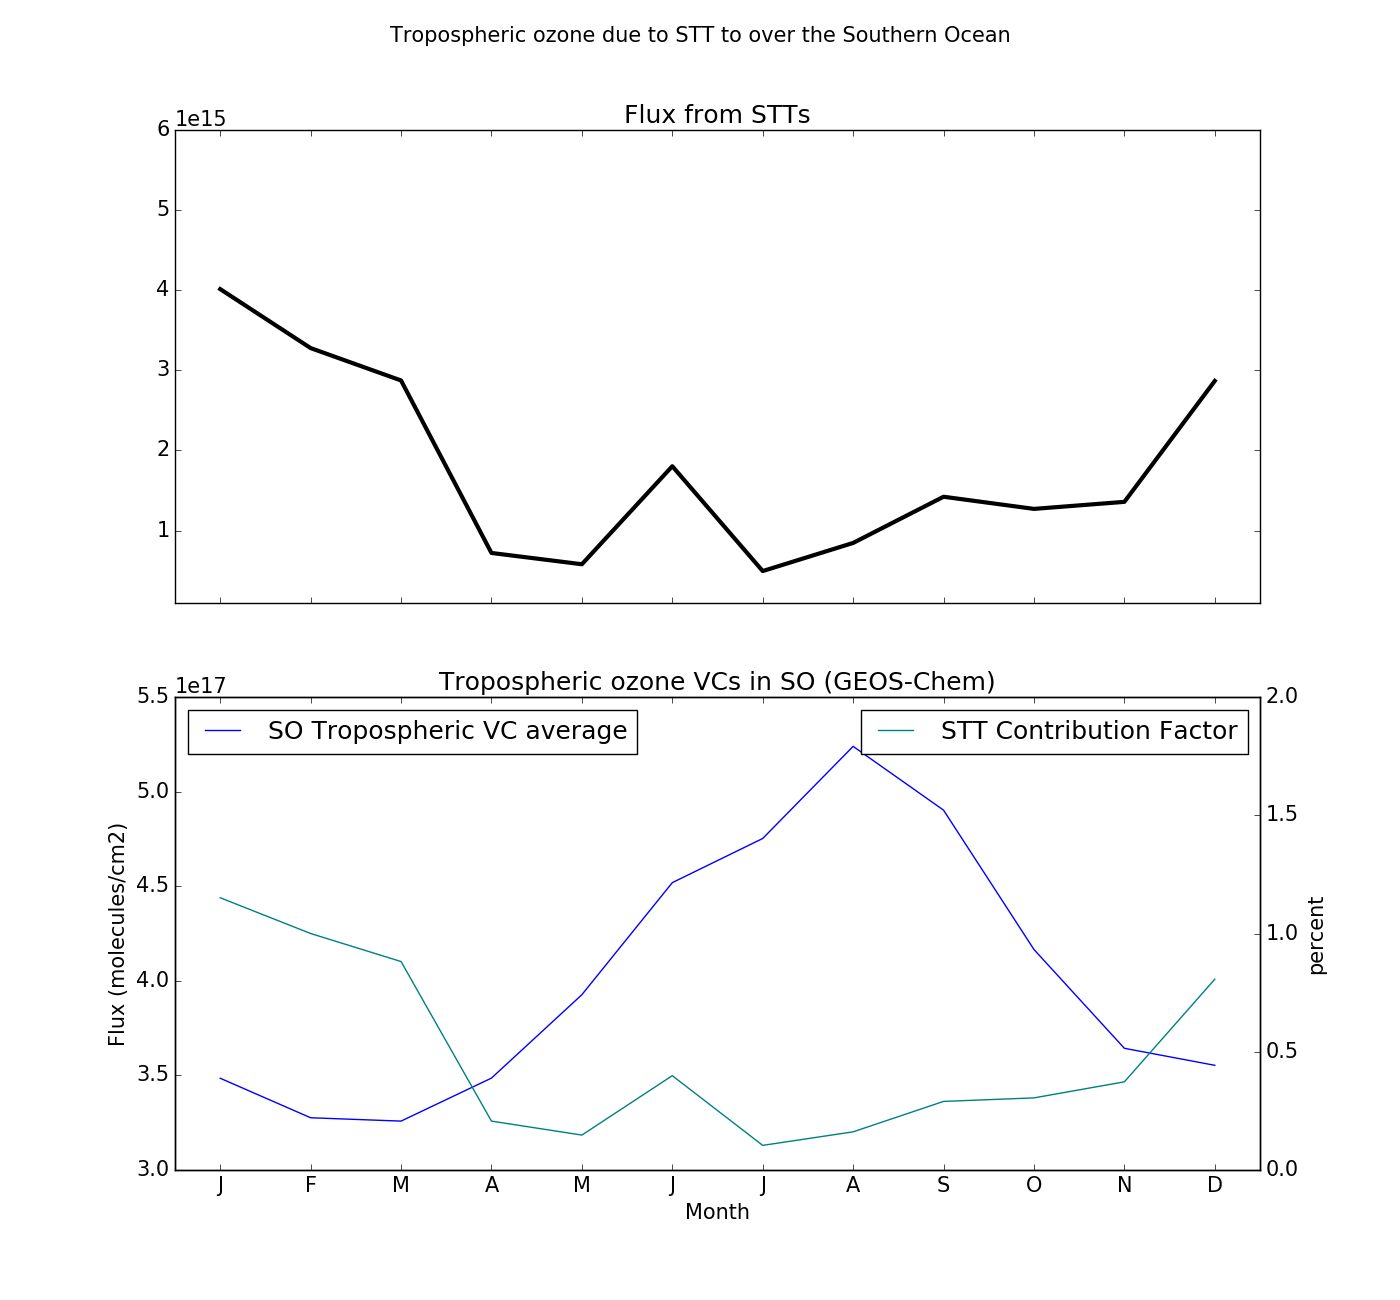 Tropospheric ozone due to STT to over the Southern Ocean
Flux from STTs
1e15
6
5
4
3
2
1
Tropospheric ozone VCs in SO (GEOS-Chem)
1e17
5.5
5.0
4.5
4.0
3.5
3.0
Flux (molecules/cm2)
SO Tropospheric VC average
STT Contribution Factor
2.0
1.5
1.0
0.5
0.0
percent
J F M A M J J A S O N D
Month